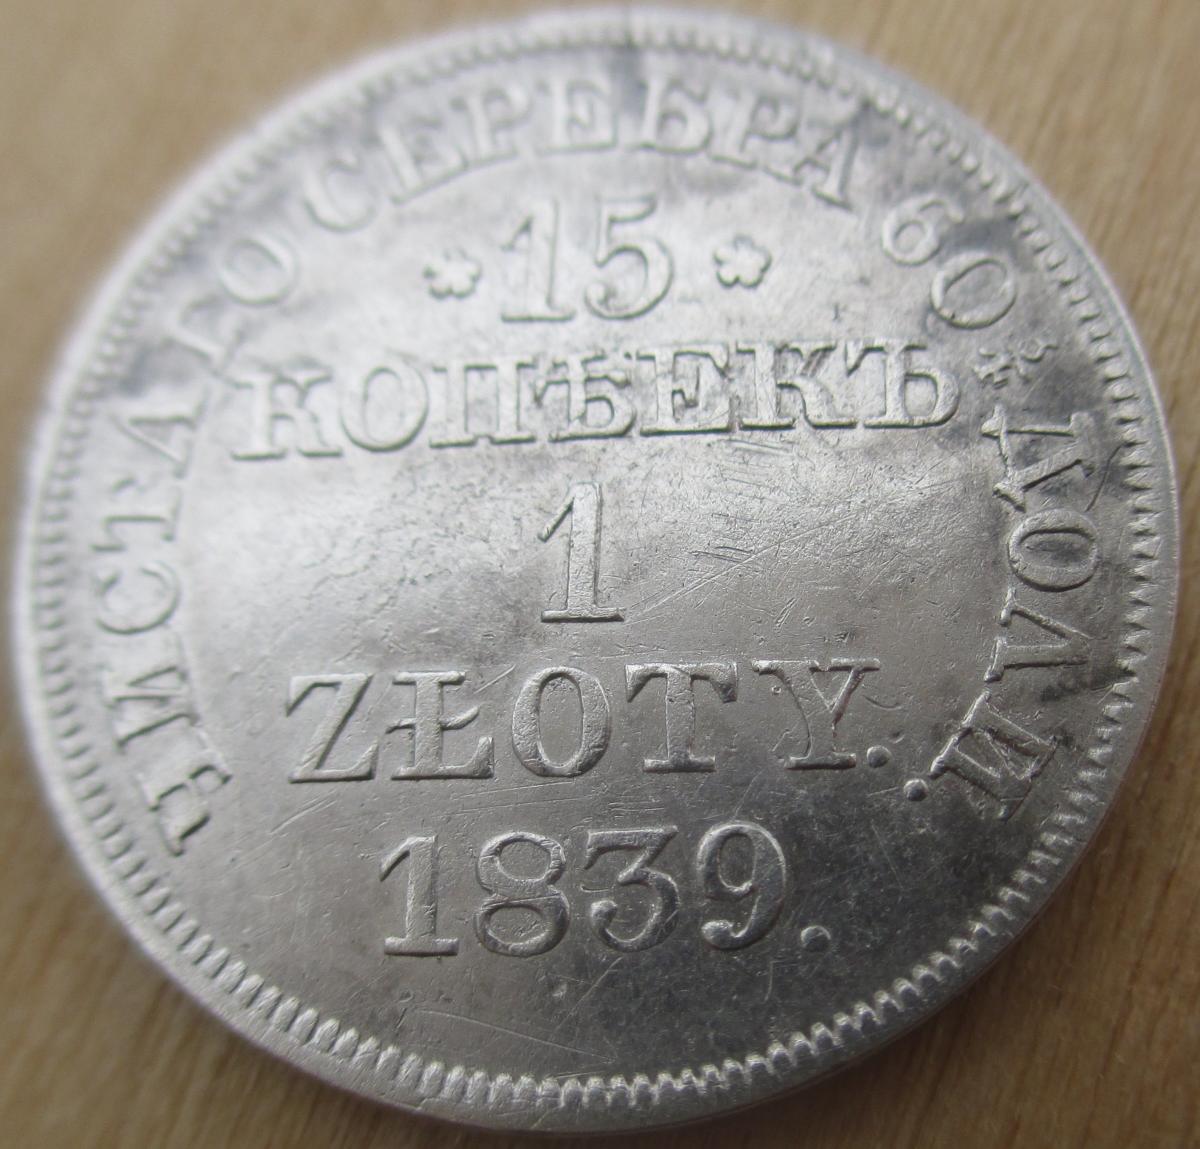 ЧИСТАГО СЕРЕБРА 60 ДОЛИ.
15
КОПѢЕКЪ
1
ZŁOTY.
1839.